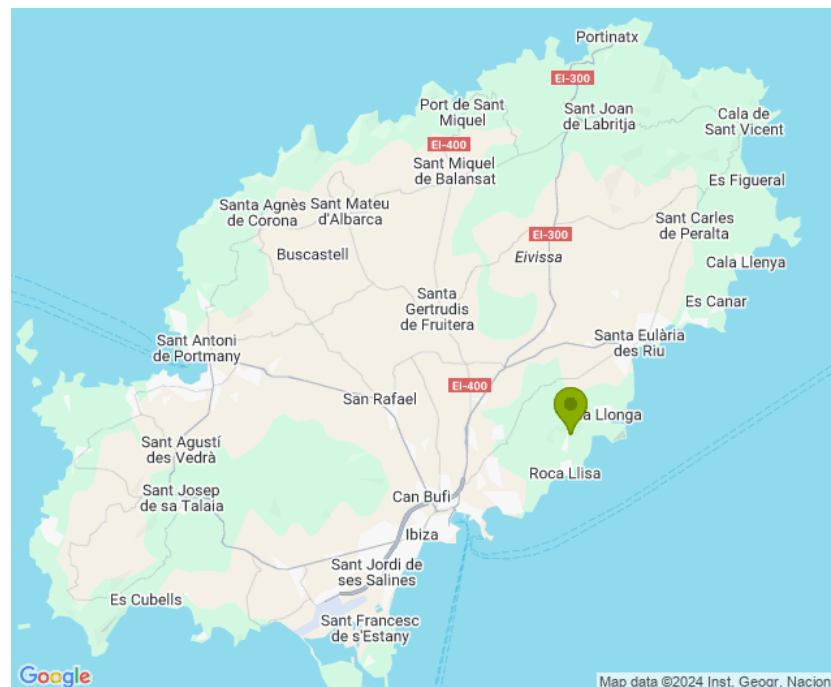 Portinatx
EI-300
Port de Sant
Miquel
Sant Joan
de Labritja
Cala de
Sant Vicent
EI-400
Sant Miquel
de Balansat
Es Figueral
Santa Agnès
de Corona
Sant Mateu
d'Albarca
Sant Carles
de Peralta
EI-300
Buscastell
Eivissa
Cala Llenya
Santa
Gertrudis
de Fruitera
Es Canar
Sant Antoni
de Portmany
Santa Eulària
des Riu
EI-400
San Rafael
a Llonga
Sant Agustí
des Vedrà
Roca Llisa
Sant Josep
de sa Talaia
Can Bufi
Ibiza
Sant Jordi de
ses Salines
Es Cubells
Sant Francesc
de s'Estany
Google
Map data ©2024 Inst. Geogr. Nacion